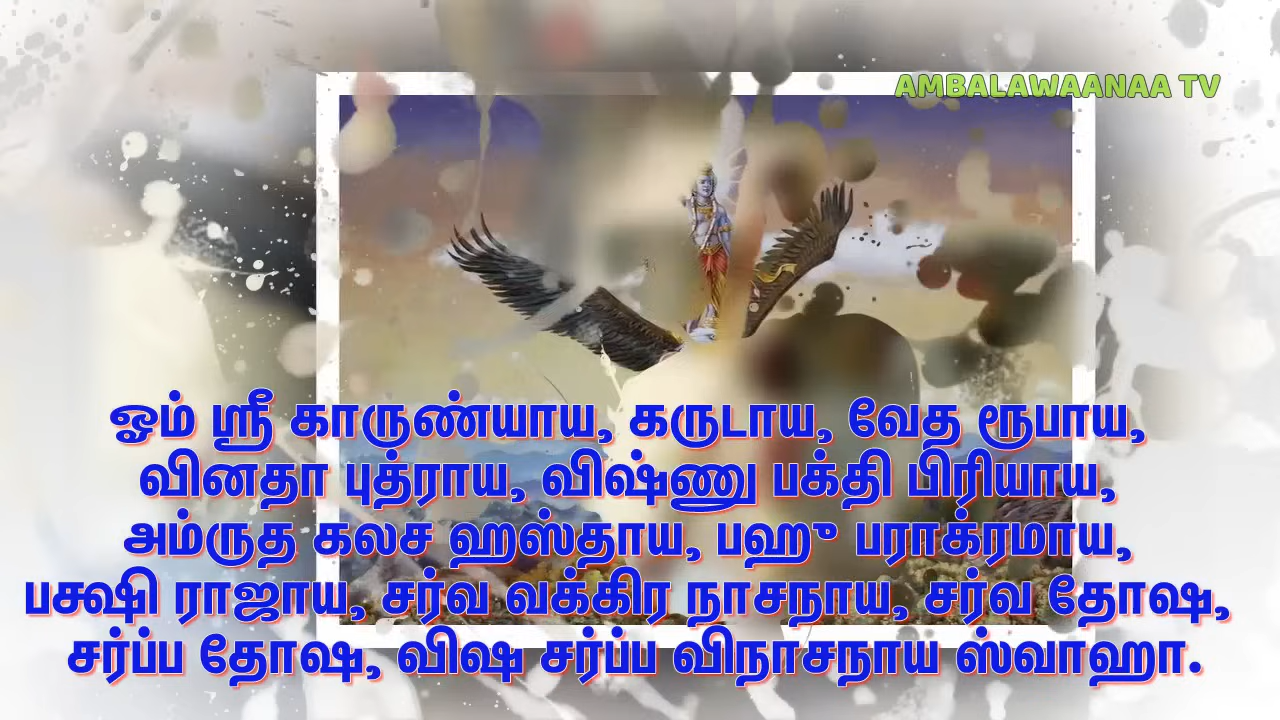 AMBALAWAANAA TV
ஓம் ஸ்ரீ காருண்யாய, கருடாய, வேத ரூபாய,
வினதா புத்ராய, விஷ்ணு பக்தி பிரியாய,
அம்ருத கலச ஹஸ்தாய, பஹு பராக்ரமாய,
பக்ஷி ராஜாய, சர்வ வக்கிர நாசநாய, சர்வ தோஷ,
சர்ப்ப தோஷ, விஷ சர்ப்ப விநாசநாய ஸ்வாஹா.